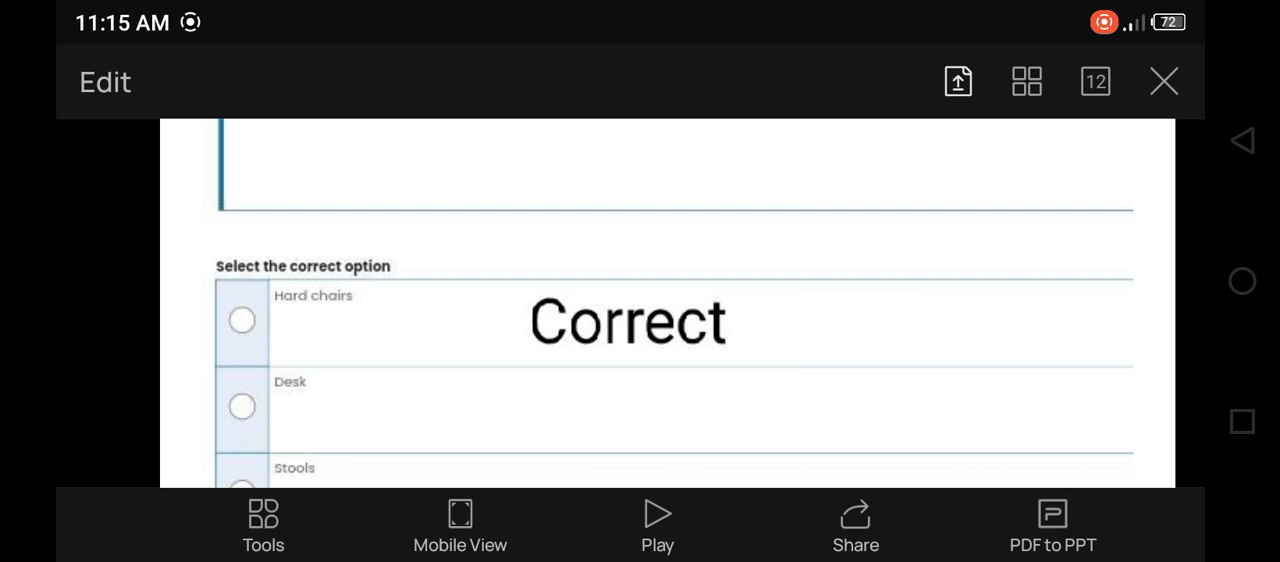 11:15 AM
72
Edit
12
Select the correct option
Hard chairs
Correct
Desk
Stools
Tools
Mobile View
Play
Share
PDF to PPT